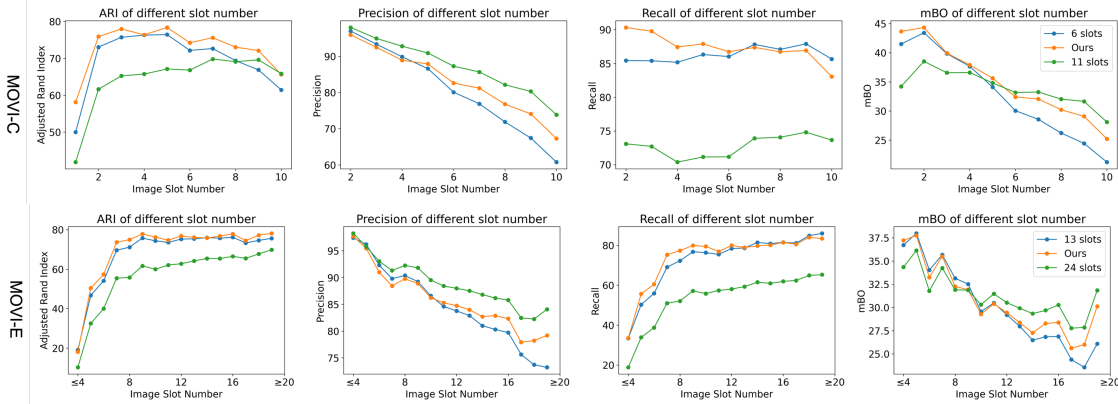 MOVI-C
ARI of different slot number
Adjusted Rand Index
80
70
60
50
2 4 6 8 10
Image Slot Number
Precision of different slot number
Precision
90
80
70
60
2 4 6 8 10
Image Slot Number
Recall of different slot number
Recall
90
85
80
75
70
2 3 4 5 6 7 8 9 10
Image Slot Number
mBO of different slot number
mBO
45
40
35
30
25
6 slots
Ours
11 slots
2 4 6 8 10
Image Slot Number
MOVI-E
ARI of different slot number
Adjusted Rand Index
80
60
40
20
≤4 8 12 16 ≥20
Image Slot Number
Precision of different slot number
Precision
95
90
85
80
75
≤4 8 12 16 ≥20
Image Slot Number
Recall of different slot number
Recall
80
60
40
20
≤4 8 12 16 ≥20
Image Slot Number
mBO of different slot number
mBO
37.5
35.0
32.5
30.0
27.5
25.0
13 slots
Ours
24 slots
≤4 8 12 16 ≥20
Image Slot Number